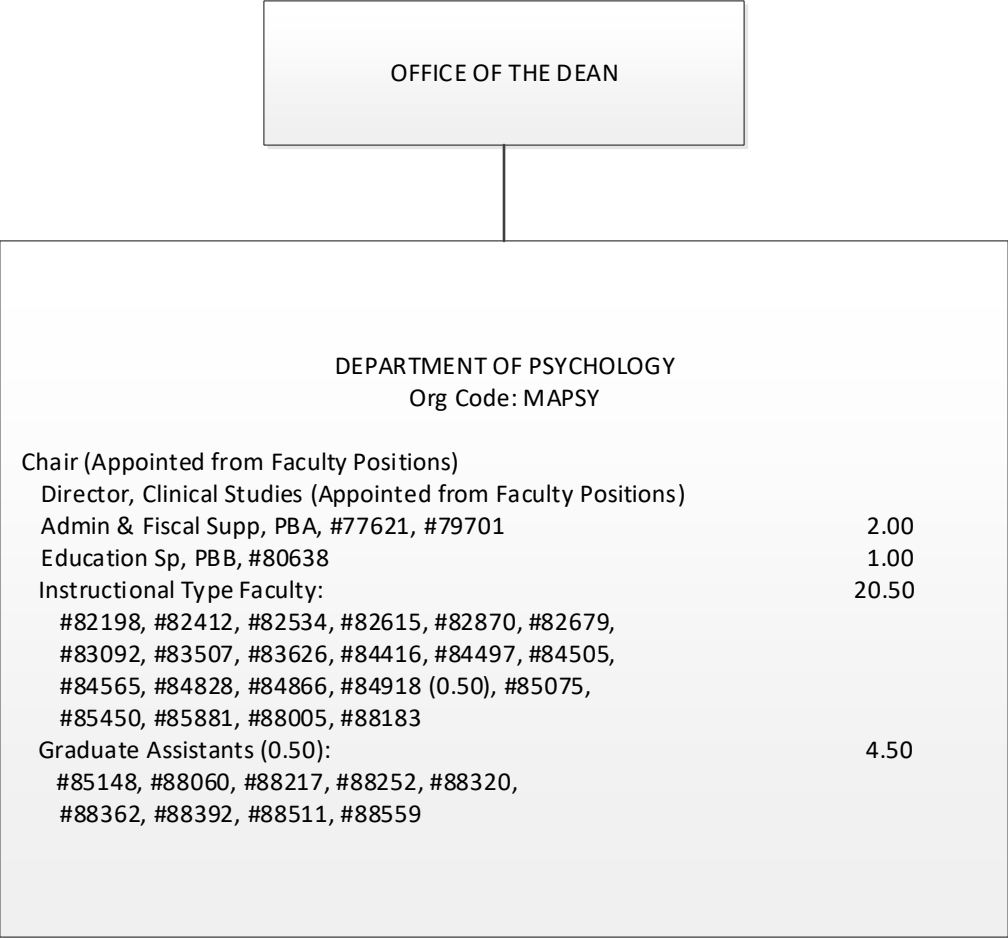 OFFICE OF THE DEAN
DEPARTMENT OF PSYCHOLOGY
Org Code: MAPSY
Chair (Appointed from Faculty Positions)
Director, Clinical Studies (Appointed from Faculty Positions)
Admin & Fiscal Supp, PBA, #77621, #79701 2.00
Education Sp, PBB, #80638 1.00
Instructional Type Faculty: 20.50
#82198, #82412, #82534, #82615, #82870, #82679,
#83092, #83507, #83626, #84416, #84497, #84505,
#84565, #84828, #84866, #84918 (0.50), #85075,
#85450, #85881, #88005, #88183
Graduate Assistants (0.50): 4.50
#85148, #88060, #88217, #88252, #88320,
#88362, #88392, #88511, #88559